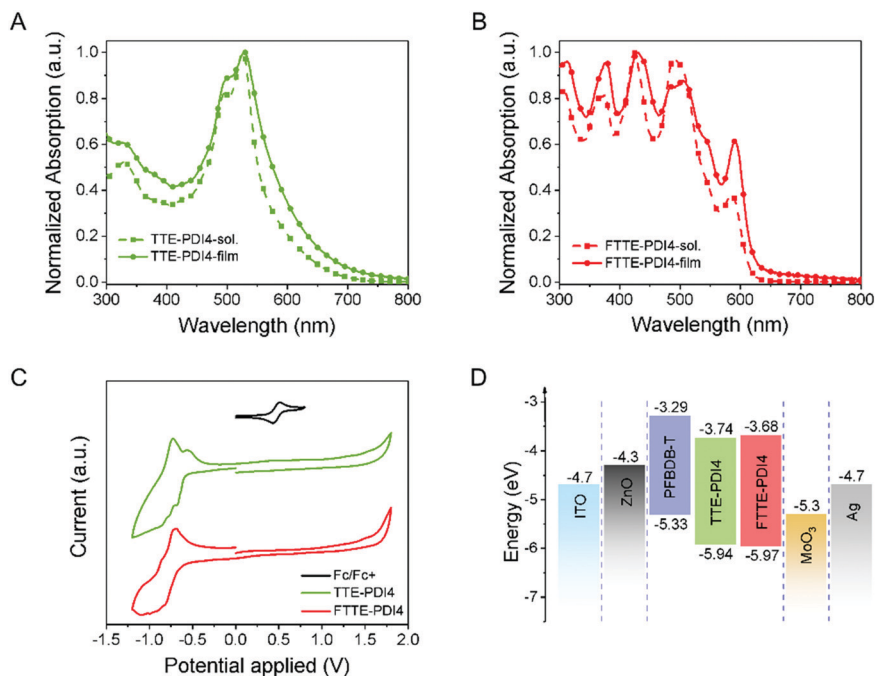 A
Normalized Absorption (a.u.)
1.0
0.8
0.6
0.4
0.2
0.0
TTE-PDI4-sol.
TTE-PDI4-film
300 400 500 600 700 800
Wavelength (nm)
B
Normalized Absorption (a.u.)
1.0
0.8
0.6
0.4
0.2
0.0
FTTE-PDI4-sol.
FTTE-PDI4-film
300 400 500 600 700 800
Wavelength (nm)
C
Current (a.u.)
Fc/Fc+
TTE-PDI4
FTTE-PDI4
-1.5 -1.0 -0.5 0.0 0.5 1.0 1.5 2.0
Potential applied (V)
D
Energy (eV)
-3
-4
-5
-6
-7
-4.7
ITO
-4.3
ZnO
-3.29
PFBDB-T
-5.33
-3.74
TTE-PDI4
-5.94
-3.68
FTTE-PDI4
-5.97
-5.3
MoO₃
-4.7
Ag